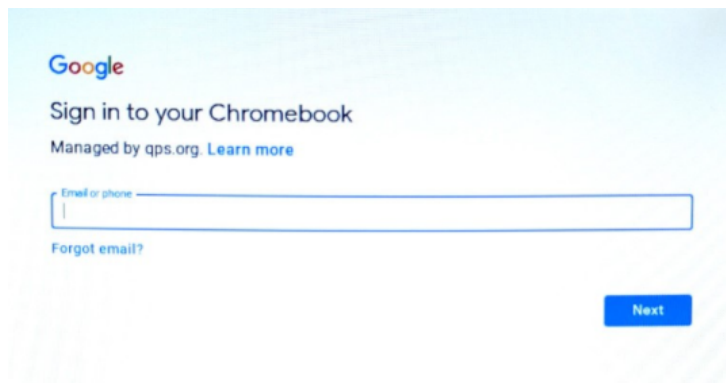 Google
Sign in to your Chromebook
Managed by qps.org. Learn more
Email or phone
Forgot email?
Next